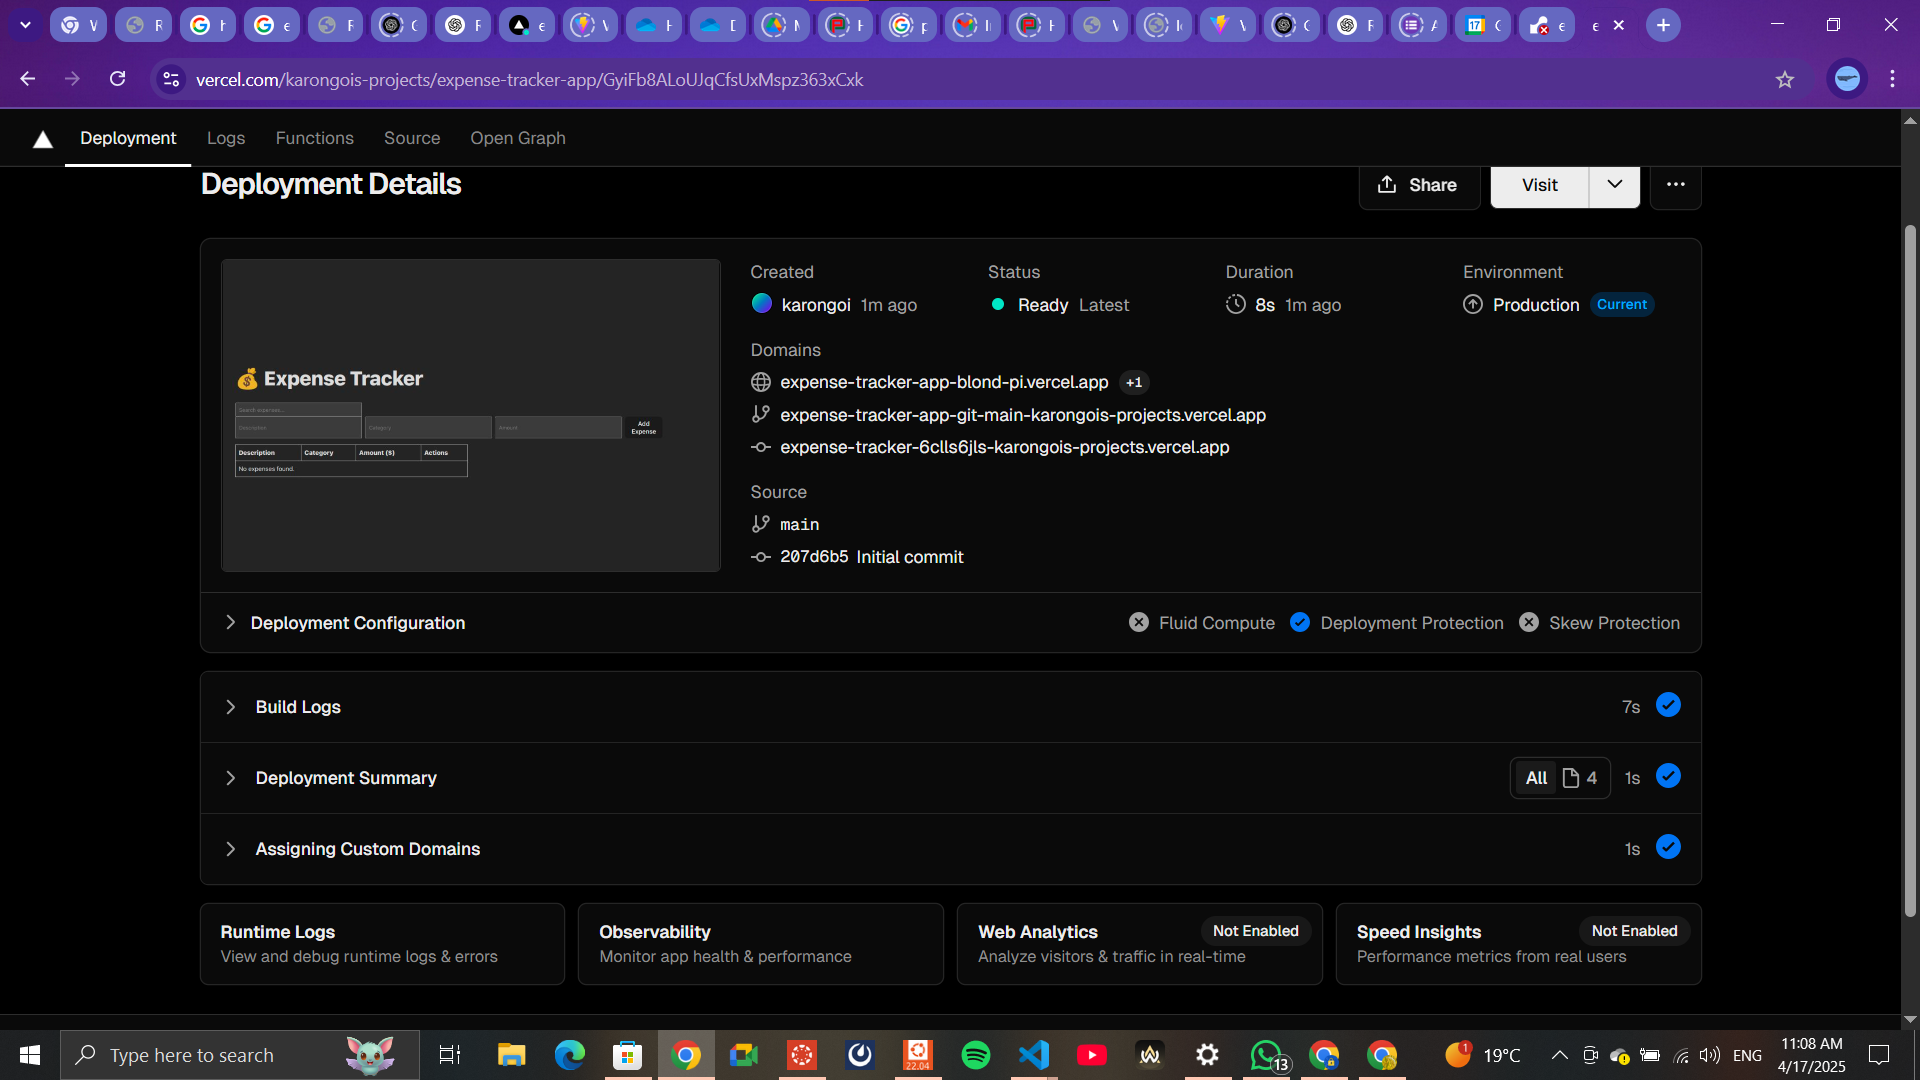 vercel.com/karongois-projects/expense-tracker-app/GyiFb8ALoUJqCfsUxMspz363xCxk
Deployment
Logs
Functions
Source
Open Graph
Deployment Details
Share
Visit
Created
karongoi 1m ago
Status
Ready Latest
Duration
8s 1m ago
Environment
Production Current
💰 Expense Tracker
Search expenses...
Description
Category
Amount
Add Expense
Description Category Amount ($) Actions
No expenses found.
Domains
expense-tracker-app-blond-pi.vercel.app +1
expense-tracker-app-git-main-karongois-projects.vercel.app
expense-tracker-6clls6jls-karongois-projects.vercel.app
Source
main
207d6b5 Initial commit
Deployment Configuration
Fluid Compute
Deployment Protection
Skew Protection
Build Logs
7s
Deployment Summary
All 4 1s
Assigning Custom Domains
1s
Runtime Logs
View and debug runtime logs & errors
Observability
Monitor app health & performance
Web Analytics
Not Enabled
Analyze visitors & traffic in real-time
Speed Insights
Not Enabled
Performance metrics from real users
Type here to search
22.04
13
1
19°C
ENG
11:08 AM
4/17/2025